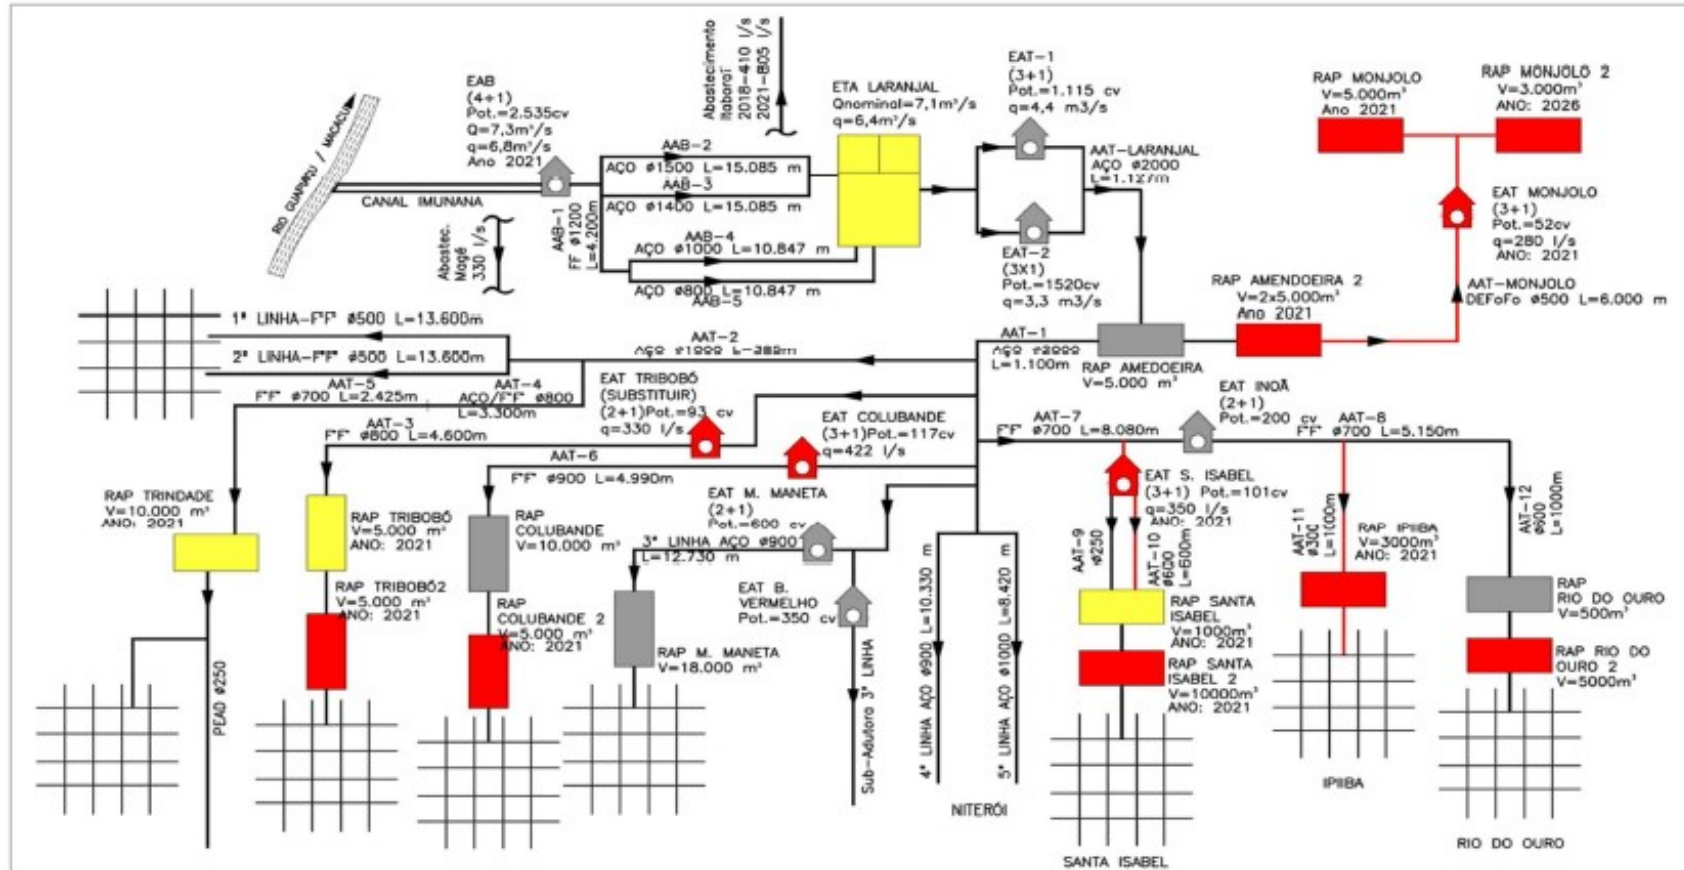 RIO GUAPIAÇU / MACACU
EAB
(4+1)
Pot.=2.535cv
Q=7,3m³/s
q=6,8m³/s
Ano 2021
CANAL IMUNANA
Abastec.
Magé
330 l/s
AAB-1
FF ø1200
L=4.200m
AAB-2
AÇO ø1500 L=15.085 m
AAB-3
AÇO ø1400 L=15.085 m
AAB-4
AÇO ø1000 L=10.847 m
AÇO ø800 L=10.847 m
AAB-5
Abastecimento
Itaboraí
2018-410 l/s
2021-805 l/s
ETA LARANJAL
Qnominal=7,1m³/s
q=6,4m³/s
EAT-1
(3+1)
Pot.=1.115 cv
q=4,4 m3/s
EAT-2
(3X1)
Pot.=1520cv
q=3,3 m3/s
AAT-LARANJAL
AÇO ø2000
L=1.127m
RAP MONJOLO
V=5.000m³
Ano 2021
RAP MONJOLO 2
V=3.000m³
ANO: 2026
EAT MONJOLO
(3+1)
Pot.=52cv
q=280 l/s
ANO: 2021
AAT-MONJOLO
DEFoFo ø500 L=6.000 m
RAP AMENDOEIRA 2
V=2x5.000m³
Ano 2021
RAP AMEDOEIRA
V=5.000 m³
AAT-1
AÇO ø2000
L=1.100m
1ª LINHA-FºFº ø500 L=13.600m
2ª LINHA-FºFº ø500 L=13.600m
AAT-2
AAT-5
FºFº ø700 L=2.425m
AAT-4
AÇO/FºFº ø800
L=3.300m
AAT-3
FºFº ø800 L=4.600m
EAT TRIBOBÓ
(SUBSTITUIR)
(2+1)Pot.=93 cv
q=330 l/s
EAT COLUBANDE
(3+1)Pot.=117cv
q=422 l/s
AAT-6
FºFº ø900 L=4.990m
RAP TRINDADE
V=10.000 m³
ANO: 2021
PEAD ø250
RAP TRIBOBÓ
V=5.000 m³
ANO: 2021
RAP TRIBOBÓ2
V=5.000 m³
ANO: 2021
RAP
COLUBANDE
V=10.000 m³
RAP
COLUBANDE 2
V=5.000 m³
ANO: 2021
EAT M. MANETA
(2+1)
Pot.=600 cv
3ª LINHA AÇO ø900
L=12.730 m
RAP M. MANETA
V=18.000 m³
EAT B.
VERMELHO
Pot.=350 cv
Sub-Adutora 3ª LINHA
4ª LINHA AÇO ø900 L=10.330 m
5ª LINHA AÇO ø1000 L=8.420 m
NITERÓI
AAT-7
FºFº ø700 L=8.080m
EAT INOÃ
(2+1)
Pot.=200 cv
AAT-8
FºFº ø700 L=5.150m
EAT S. ISABEL
(3+1) Pot.=101cv
q=350 l/s
ANO: 2021
AAT-9
ø250
AAT-10
ø600
L=600m
RAP SANTA
ISABEL
V=1000m³
ANO: 2021
RAP SANTA
ISABEL 2
V=10000m³
ANO: 2021
SANTA ISABEL
AAT-11
ø300
L=1000m
RAP IPIIBA
V=3000m³
ANO: 2021
IPIIBA
AAT-12
ø600
L=1000m
RAP
RIO DO OURO
V=500m³
RAP RIO DO
OURO 2
V=5000m³
RIO DO OURO